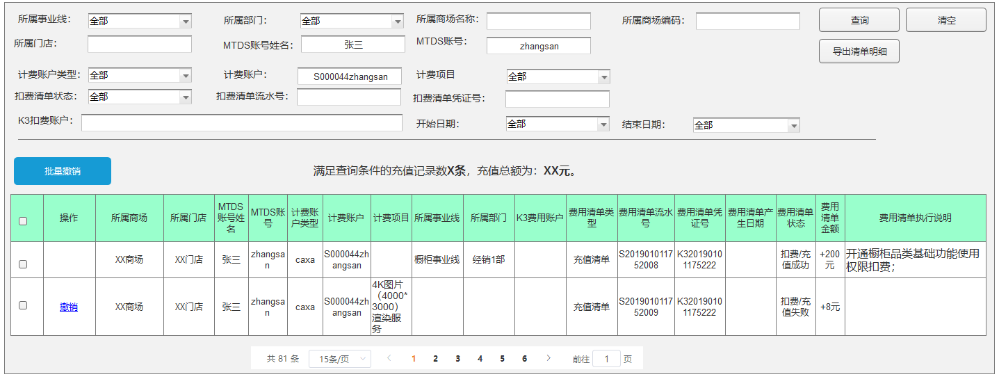 所属事业线： 全部 所属部门： 全部 所属商场名称： 所属商场编码： 查询 清空
所属门店： MTDS账号姓名： 张三 MTDS账号： zhangsan 导出清单明细
计费账户类型： 全部 计费账户： S000044zhangsan 计费项目 全部
扣费清单状态： 全部 扣费清单流水号： 扣费清单凭证号：
K3扣费账户： 开始日期： 全部 结束日期： 全部
批量撤销 满足查询条件的充值记录数X条，充值总额为：XX元。
操作
所属商场
所属门店
MTDS
账号姓
名
MTDS账
号
计费账
户类型
计费账户
计费项目
所属事业线
所属部门
K3费用账户
费用清单类
型
费用清单流水
号
费用清单凭
证号
费用清单产
生日期
费用清单
状态
费用
清单
金额
费用清单执行说明
XX商场
XX门店
张三
zhangsa
n
caxa
S000044zh
angsan
橱柜事业线
经销1部
充值清单
S2019010117
52008
K32019010
1175222
扣费/充
值成功
+200
元
开通橱柜品类基础功能使用
权限扣费；
撤销
XX商场
XX门店
张三
zhangsa
n
caxa
S000044zh
angsan
4K图片
（4000*
3000）
渲染服
务
充值清单
S2019010117
52009
K32019010
1175222
扣费/充
值失败
+8元
共 81 条 15条/页 1 2 3 4 5 6 前往 1 页